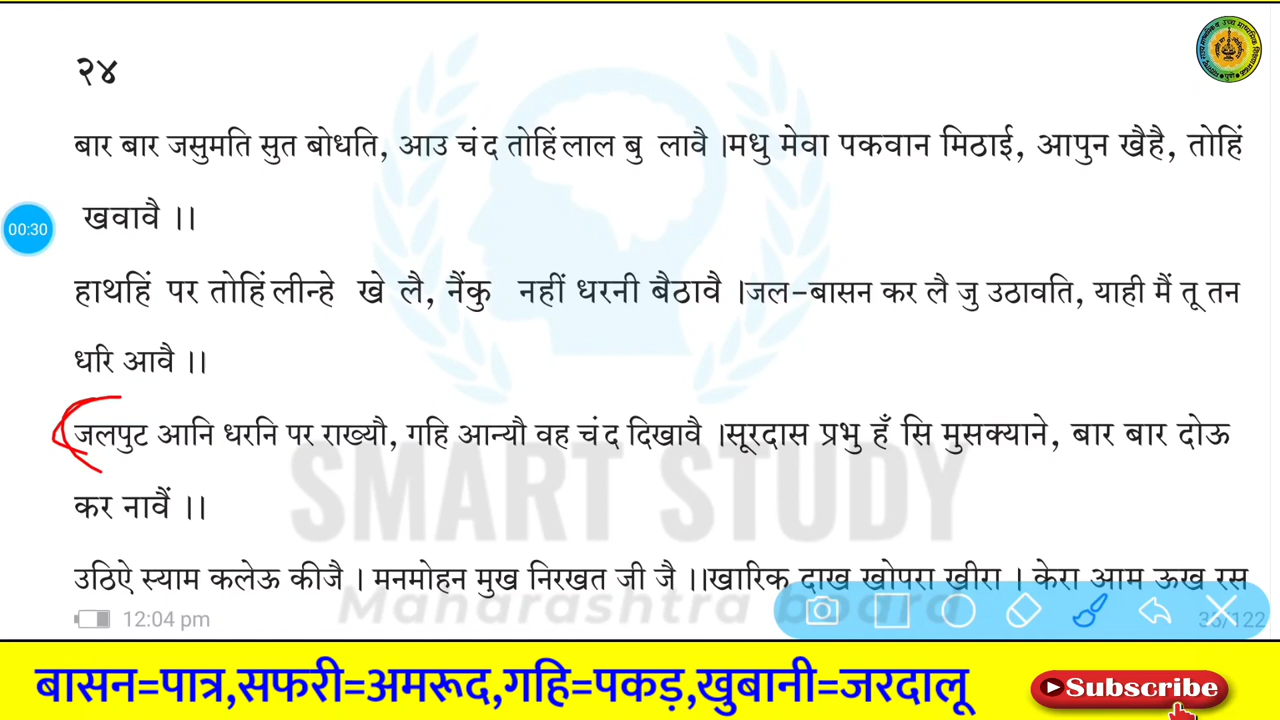 २४
बार बार जसुमति सुत बोधति, आउ चंद तोहिं लाल बु लावै ।मधु मेवा पकवान मिठाई, आपुन खैहै, तोहिं
खवावै ।।
00:30
हाथहिं पर तोहिं लीन्हे खे लै, नैंकु नहीं धरनी बैठावै ।जल-बासन कर लै जु उठावति, याही मैं तू तन
धरि आवै ।।
जलपुट आनि धरनि पर राख्यौ, गहि आन्यौ वह चंद दिखावै ।सूरदास प्रभु हँ सि मुसक्याने, बार बार दोऊ
कर नावैं ।।
SMART STUDY
उठिऐ स्याम कलेऊ कीजै । मनमोहन मुख निरखत जी जै ।।खारिक दाख खोपरा खीरा । केरा आम ऊख रस
Maharashtra board
12:04 pm
36/122
बासन=पात्र,सफरी=अमरूद,गहि=पकड़,खुबानी=जरदालू
Subscribe